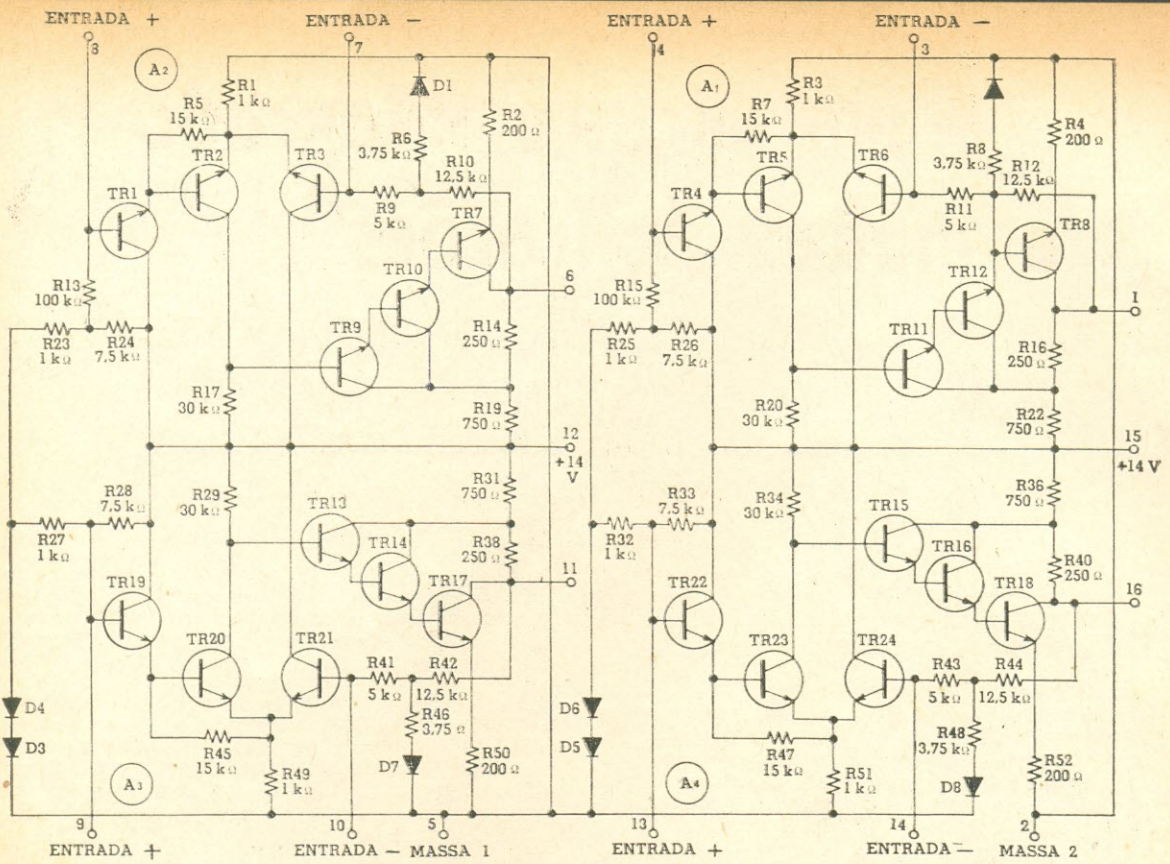 ENTRADA +
ENTRADA -
ENTRADA +
ENTRADA -
8
7
14
3
A2
A1
R1
1 kΩ
R5
15 kΩ
TR2
TR3
TR1
D1
R6
3,75 kΩ
R10
12,5 kΩ
R9
5 kΩ
R2
200 Ω
TR7
TR10
TR9
6
R13
100 kΩ
R23
1 kΩ
R24
7,5 kΩ
R14
250 Ω
R17
30 kΩ
R19
750 Ω
12
+14
V
R3
1 kΩ
R7
15 kΩ
TR5
TR6
TR4
R8
3,75 kΩ
R12
12,5 kΩ
R11
5 kΩ
R4
200 Ω
TR8
TR12
TR11
1
R15
100 kΩ
R25
1 kΩ
R26
7,5 kΩ
R16
250 Ω
R20
30 kΩ
R22
750 Ω
15
+14 V
R28
7,5 kΩ
R27
1 kΩ
R29
30 kΩ
R31
750 Ω
TR13
TR14
TR17
R38
250 Ω
11
TR19
TR20
TR21
R41
5 kΩ
R42
12,5 kΩ
R46
3,75 Ω
D4
D3
R45
15 kΩ
R49
1 kΩ
D7
R50
200 Ω
A3
R33
7,5 kΩ
R32
1 kΩ
R34
30 kΩ
R36
750 Ω
TR15
TR16
TR18
R40
250 Ω
16
TR22
TR23
TR24
R43
5 kΩ
R44
12,5 kΩ
R48
3,75 kΩ
D6
D5
R47
15 kΩ
R51
1 kΩ
D8
R52
200 Ω
A4
9
10
5
13
14
2
ENTRADA +
ENTRADA - MASSA 1
ENTRADA +
ENTRADA - MASSA 2